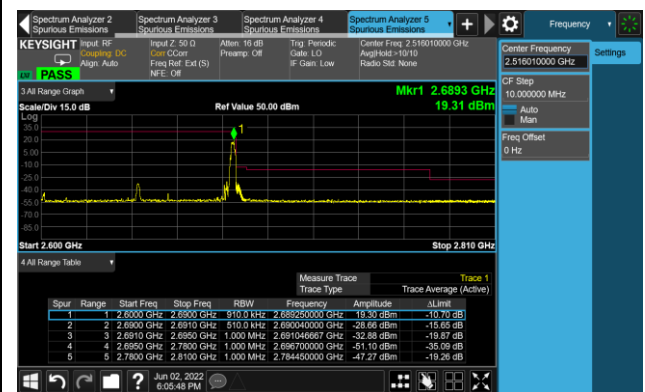 Spectrum Analyzer 2 Spectrum Analyzer 3 Spectrum Analyzer 4 Spectrum Analyzer 5 Frequency
Spurious Emissions Spurious Emissions Spurious Emissions Spurious Emissions
KEYSIGHT Input: RF Input Z: 50 Ω Atten: 16 dB Trig: Periodic Center Freq: 2.516010000 GHz
Coupling: DC Corr CCorr Preamp: Off Gate: LO Avg|Hold:>10/10
Align: Auto Freq Ref: Ext (S) IF Gain: Low Radio Std: None
NFE: Off
PASS
Center Frequency Settings
2.516010000 GHz
CF Step
10.000000 MHz
Auto
Man
Freq Offset
0 Hz
3 All Range Graph Mkr1 2.6893 GHz
Scale/Div 15.0 dB Ref Value 50.00 dBm 19.31 dBm
Log
35.0
20.0
5.00
-10.0
-25.0
-40.0
-55.0
-70.0
-85.0
1
Start 2.600 GHz Stop 2.810 GHz
4 All Range Table
Measure Trace Trace 1
Trace Type Trace Average (Active)
Spur Range Start Freq Stop Freq RBW Frequency Amplitude ΔLimit
1 1 2.6000 GHz 2.6900 GHz 910.0 kHz 2.689250000 GHz 19.30 dBm -10.70 dB
2 2 2.6900 GHz 2.6910 GHz 510.0 kHz 2.690040000 GHz -28.66 dBm -15.65 dB
3 3 2.6910 GHz 2.6950 GHz 1.000 MHz 2.691046667 GHz -32.88 dBm -19.87 dB
4 4 2.6950 GHz 2.7800 GHz 1.000 MHz 2.696700000 GHz -51.10 dBm -35.09 dB
5 5 2.7800 GHz 2.8100 GHz 1.000 MHz 2.784450000 GHz -47.27 dBm -19.26 dB
Jun 02, 2022
6:05:48 PM